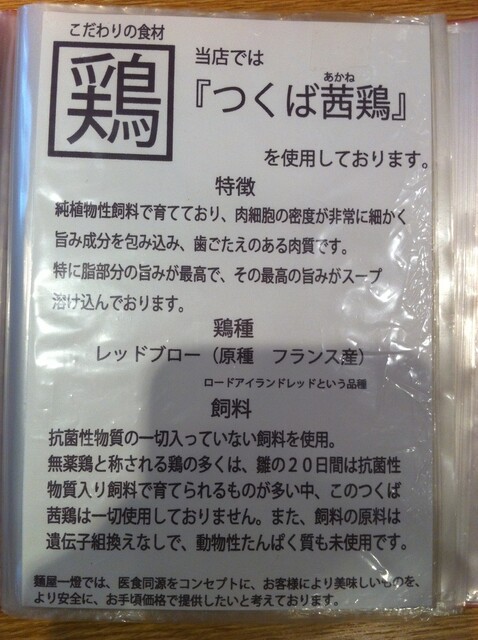 こだわりの食材
鶏
当店では
あかね
『つくば茜鶏』
を使用しております。
特徴
純植物性飼料で育てており、肉細胞の密度が非常に細かく
旨み成分を包み込み、歯ごたえのある肉質です。
特に脂部分の旨みが最高で、その最高の旨みがスープ
溶け込んでおります。
鶏種
レッドブロー（原種　フランス産）
ロードアイランドレッドという品種
飼料
抗菌性物質の一切入っていない飼料を使用。
無薬鶏と称される鶏の多くは、雛の２０日間は抗菌性
物質入り飼料で育てられるものが多い中、このつくば
茜鶏は一切使用しておりません。また、飼料の原料は
遺伝子組換えなしで、動物性たんぱく質も未使用です。
麺屋一燈では、医食同源をコンセプトに、お客様により美味しいものを、
より安全に、お手頃価格で提供したいと考えております。